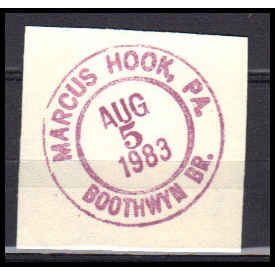 MARCUS HOOK, PA.
AUG
5
1983
BOOTHWYN BR.